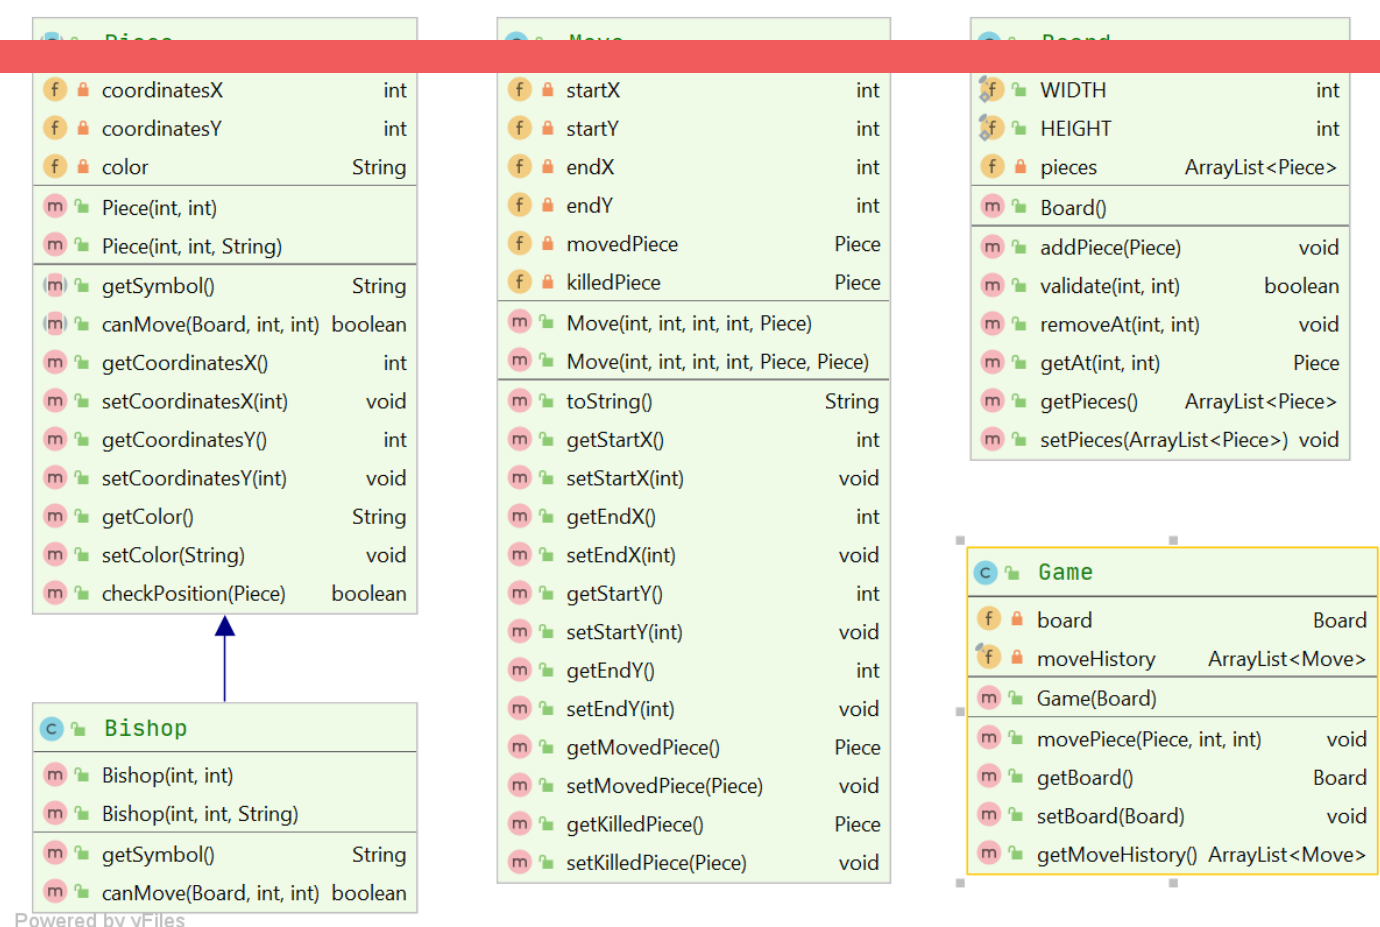 Piece
coordinatesX int
coordinatesY int
color String
Piece(int, int)
Piece(int, int, String)
getSymbol() String
canMove(Board, int, int) boolean
getCoordinatesX() int
setCoordinatesX(int) void
getCoordinatesY() int
setCoordinatesY(int) void
getColor() String
setColor(String) void
checkPosition(Piece) boolean
Bishop
Bishop(int, int)
Bishop(int, int, String)
getSymbol() String
canMove(Board, int, int) boolean
Move
startX int
startY int
endX int
endY int
movedPiece Piece
killedPiece Piece
Move(int, int, int, int, Piece)
Move(int, int, int, int, Piece, Piece)
toString() String
getStartX() int
setStartX(int) void
getEndX() int
setEndX(int) void
getStartY() int
setStartY(int) void
getEndY() int
setEndY(int) void
getMovedPiece() Piece
setMovedPiece(Piece) void
getKilledPiece() Piece
setKilledPiece(Piece) void
Board
WIDTH int
HEIGHT int
pieces ArrayList<Piece>
Board()
addPiece(Piece) void
validate(int, int) boolean
removeAt(int, int) void
getAt(int, int) Piece
getPieces() ArrayList<Piece>
setPieces(ArrayList<Piece>) void
Game
board Board
moveHistory ArrayList<Move>
Game(Board)
movePiece(Piece, int, int) void
getBoard() Board
setBoard(Board) void
getMoveHistory() ArrayList<Move>
Powered by yFiles